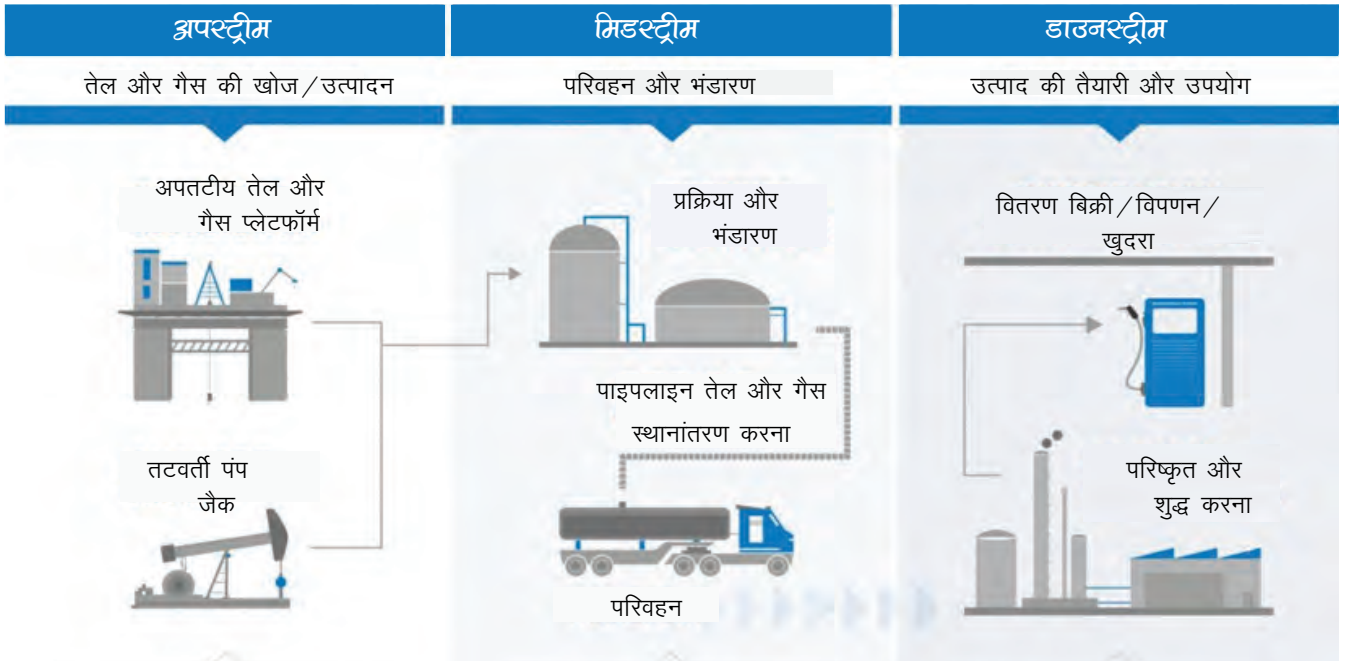 अपस्ट्रीम
तेल और गैस की खोज/उत्पादन
अपतटीय तेल और
गैस प्लेटफॉर्म
तटवर्ती पंप
जैक
मिडस्ट्रीम
परिवहन और भंडारण
प्रक्रिया और
भंडारण
पाइपलाइन तेल और गैस
स्थानांतरण करना
परिवहन
डाउनस्ट्रीम
उत्पाद की तैयारी और उपयोग
वितरण बिक्री/विपणन/
खुदरा
परिष्कृत और
शुद्ध करना